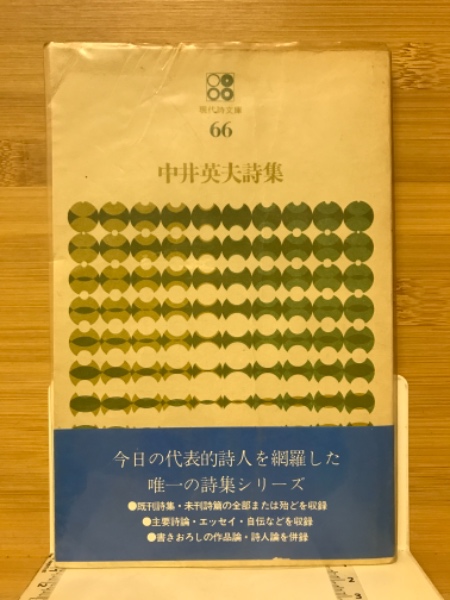 現代詩文庫
66
中井英夫詩集
今日の代表的詩人を網羅した
唯一の詩集シリーズ
●既刊詩集・未刊詩篇の全部または殆どを収録
●主要詩論・エッセイ・自伝などを収録
●書きおろしの作品論・詩人論を併録
2
3